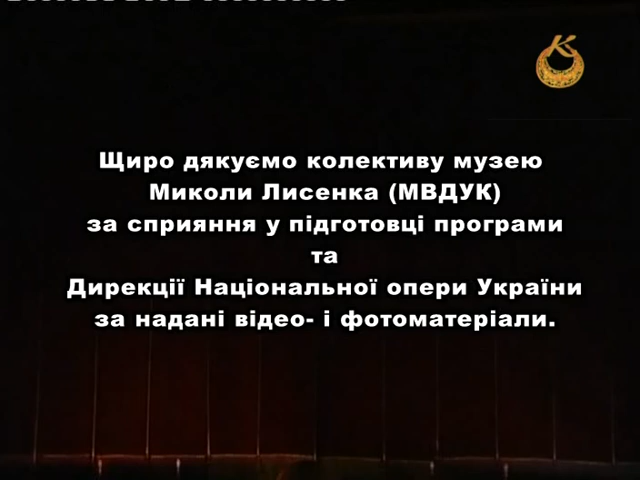 Щиро дякуємо колективу музею
Миколи Лисенка (МВДУК)
за сприяння у підготовці програми
та
Дирекції Національної опери України
за надані відео- і фотоматеріали.
К